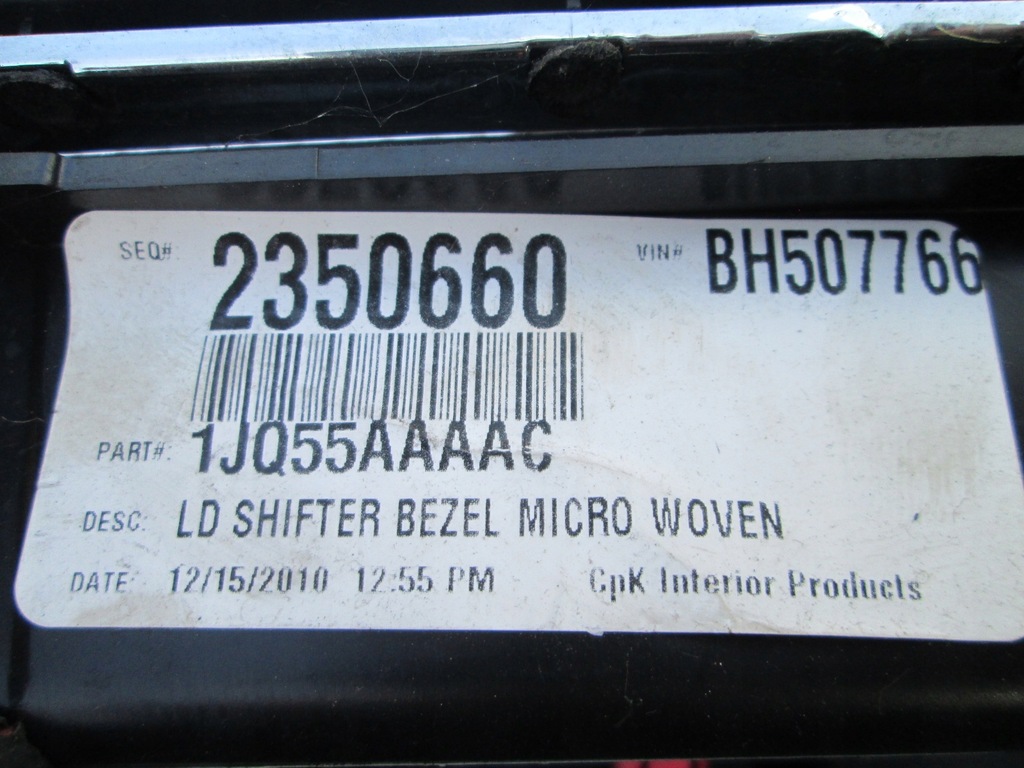 SEQ#: 2350660 VIN# BH507766
PART#: 1JQ55AAAAC
DESC: LD SHIFTER BEZEL MICRO WOVEN
DATE: 12/15/2010 12:55 PM CpK Interior Products